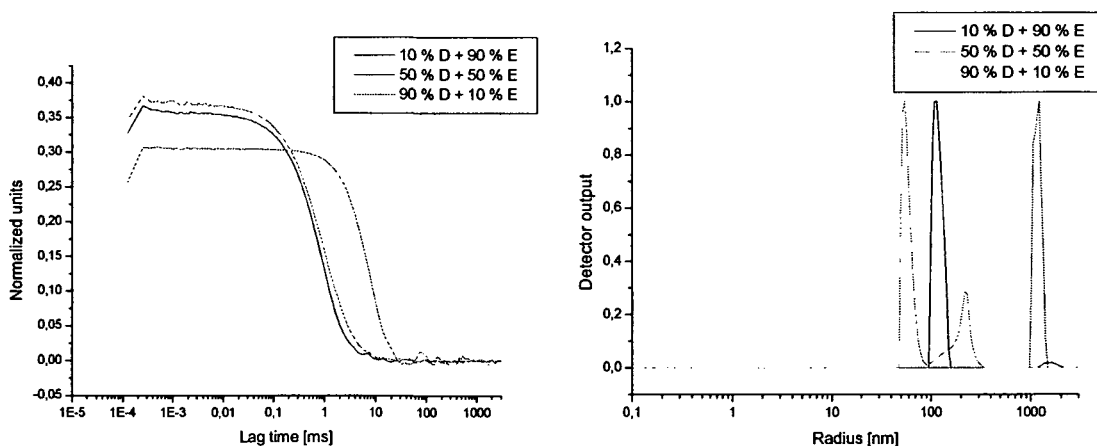 10 % D + 90 % E
50 % D + 50 % E
90 % D + 10 % E
0,40
0,35
0,30
0,25
0,20
0,15
0,10
0,05
0,00
-0,05
Normalized units
1E-5 1E-4 1E-3 0,01 0,1 1 10 100 1000
Lag time [ms]
10 % D + 90 % E
50 % D + 50 % E
90 % D + 10 % E
1,2
1,0
0,8
0,6
0,4
0,2
0,0
Detector output
0,1 1 10 100 1000
Radius [nm]